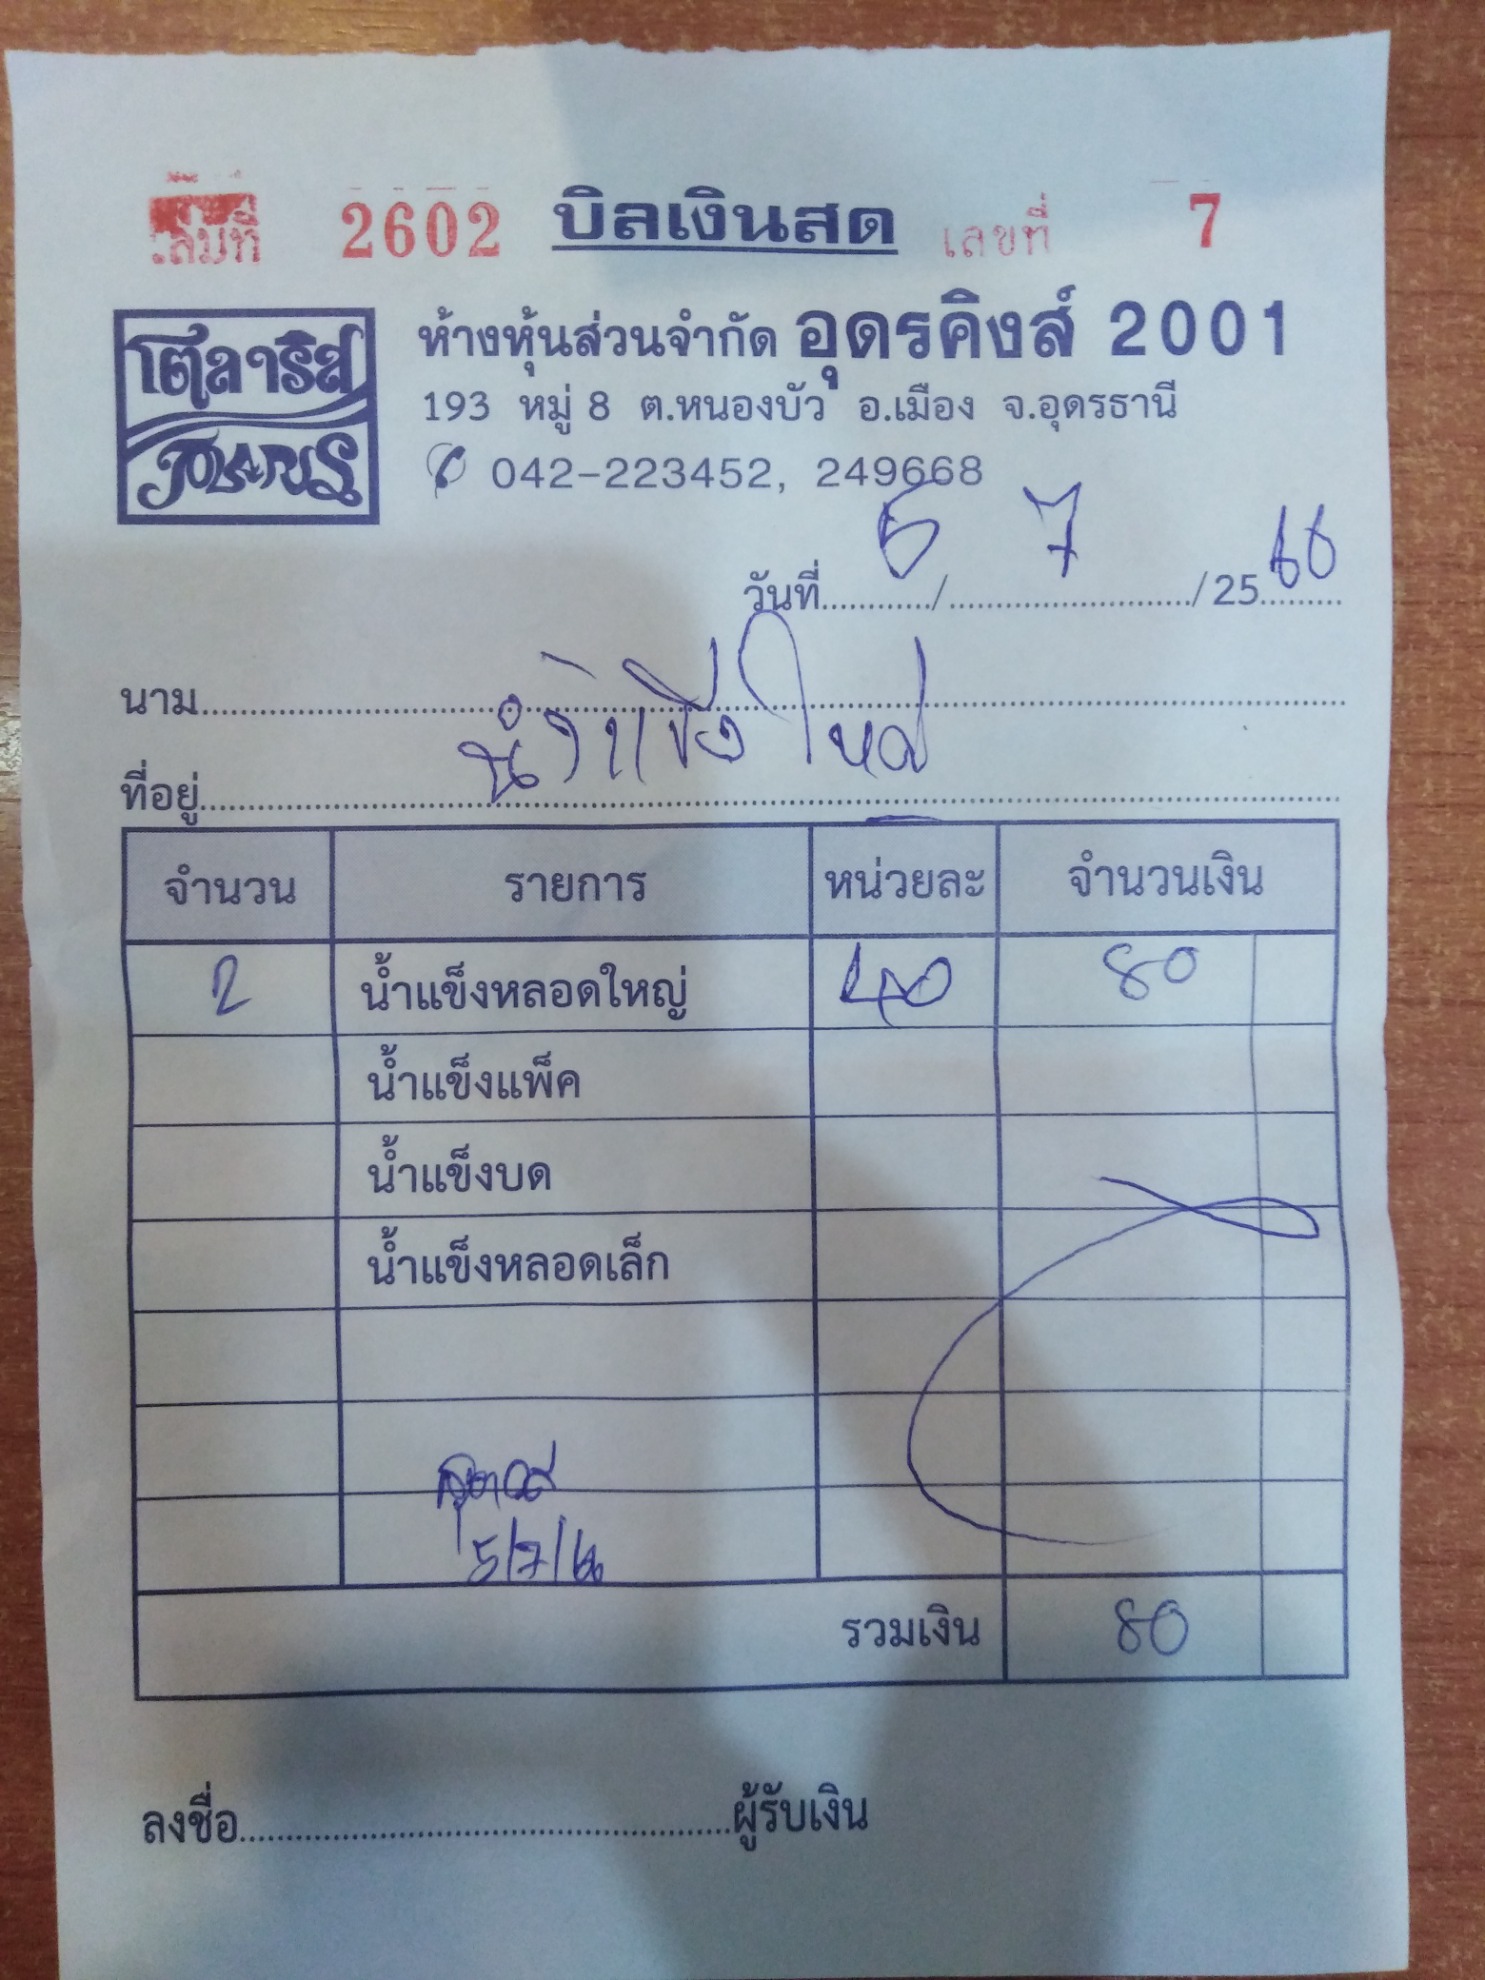 เล่มที่ 2602 บิลเงินสด เลขที่ 7
โตลาริส
ห้างหุ้นส่วนจำกัด อุดรคิงส์ 2001
193 หมู่ 8 ต.หนองบัว อ.เมือง จ.อุดรธานี
042-223452, 249668
วันที่ 5 / 7 / 25 66
นาม
น้ำแข็งใหญ่
ที่อยู่
จำนวน รายการ หน่วยละ จำนวนเงิน
2 น้ำแข็งหลอดใหญ่ 40 80
น้ำแข็งแพ็ค
น้ำแข็งบด
น้ำแข็งหลอดเล็ก
5/7/66
รวมเงิน 80
ลงชื่อ ผู้รับเงิน